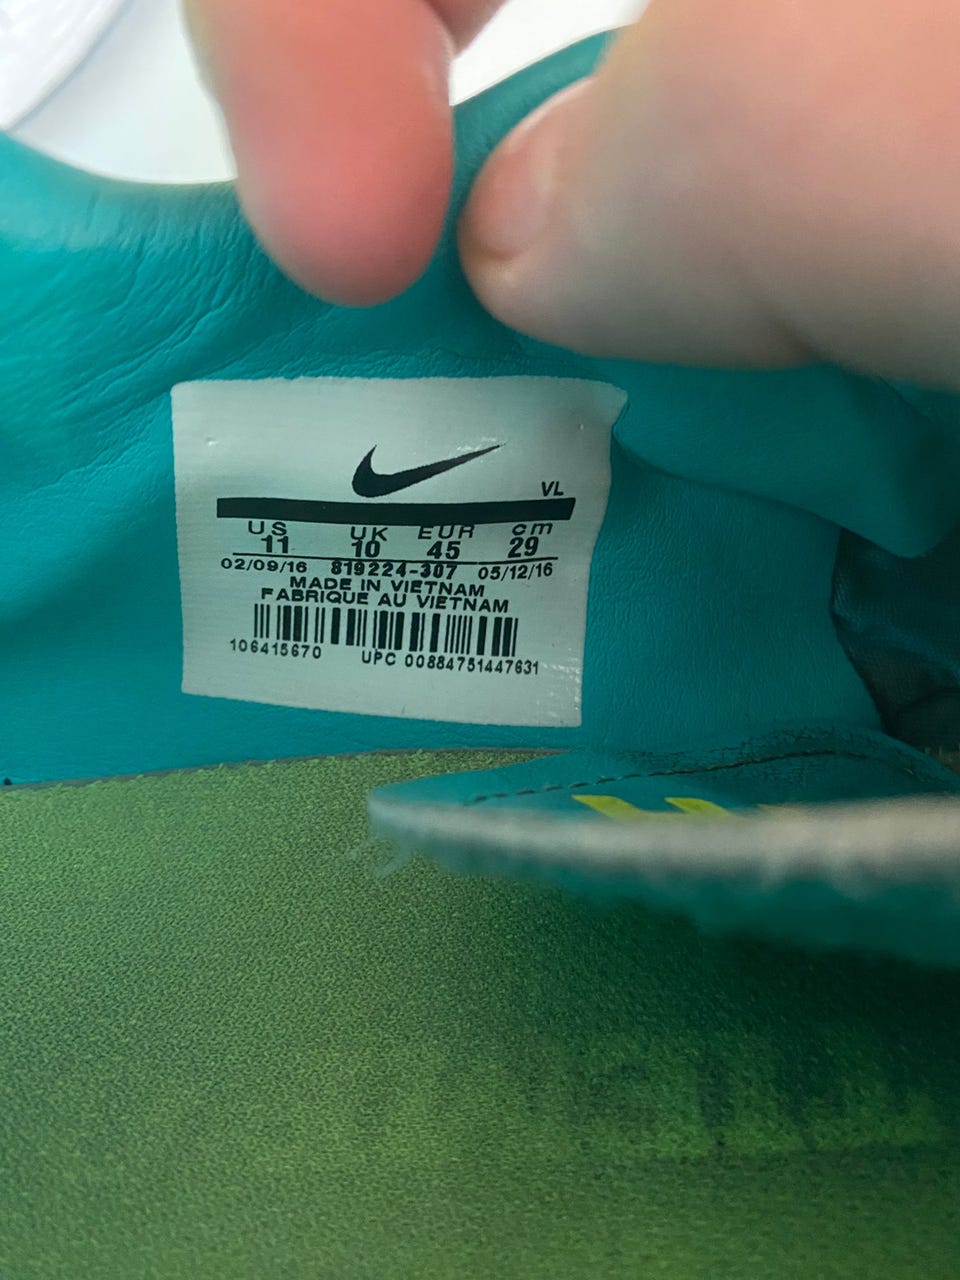 VL
US UK EUR cm
11 10 45 29
02/09/16 819224-307 05/12/16
MADE IN VIETNAM
FABRIQUE AU VIETNAM
106415670 UPC 00884751447631